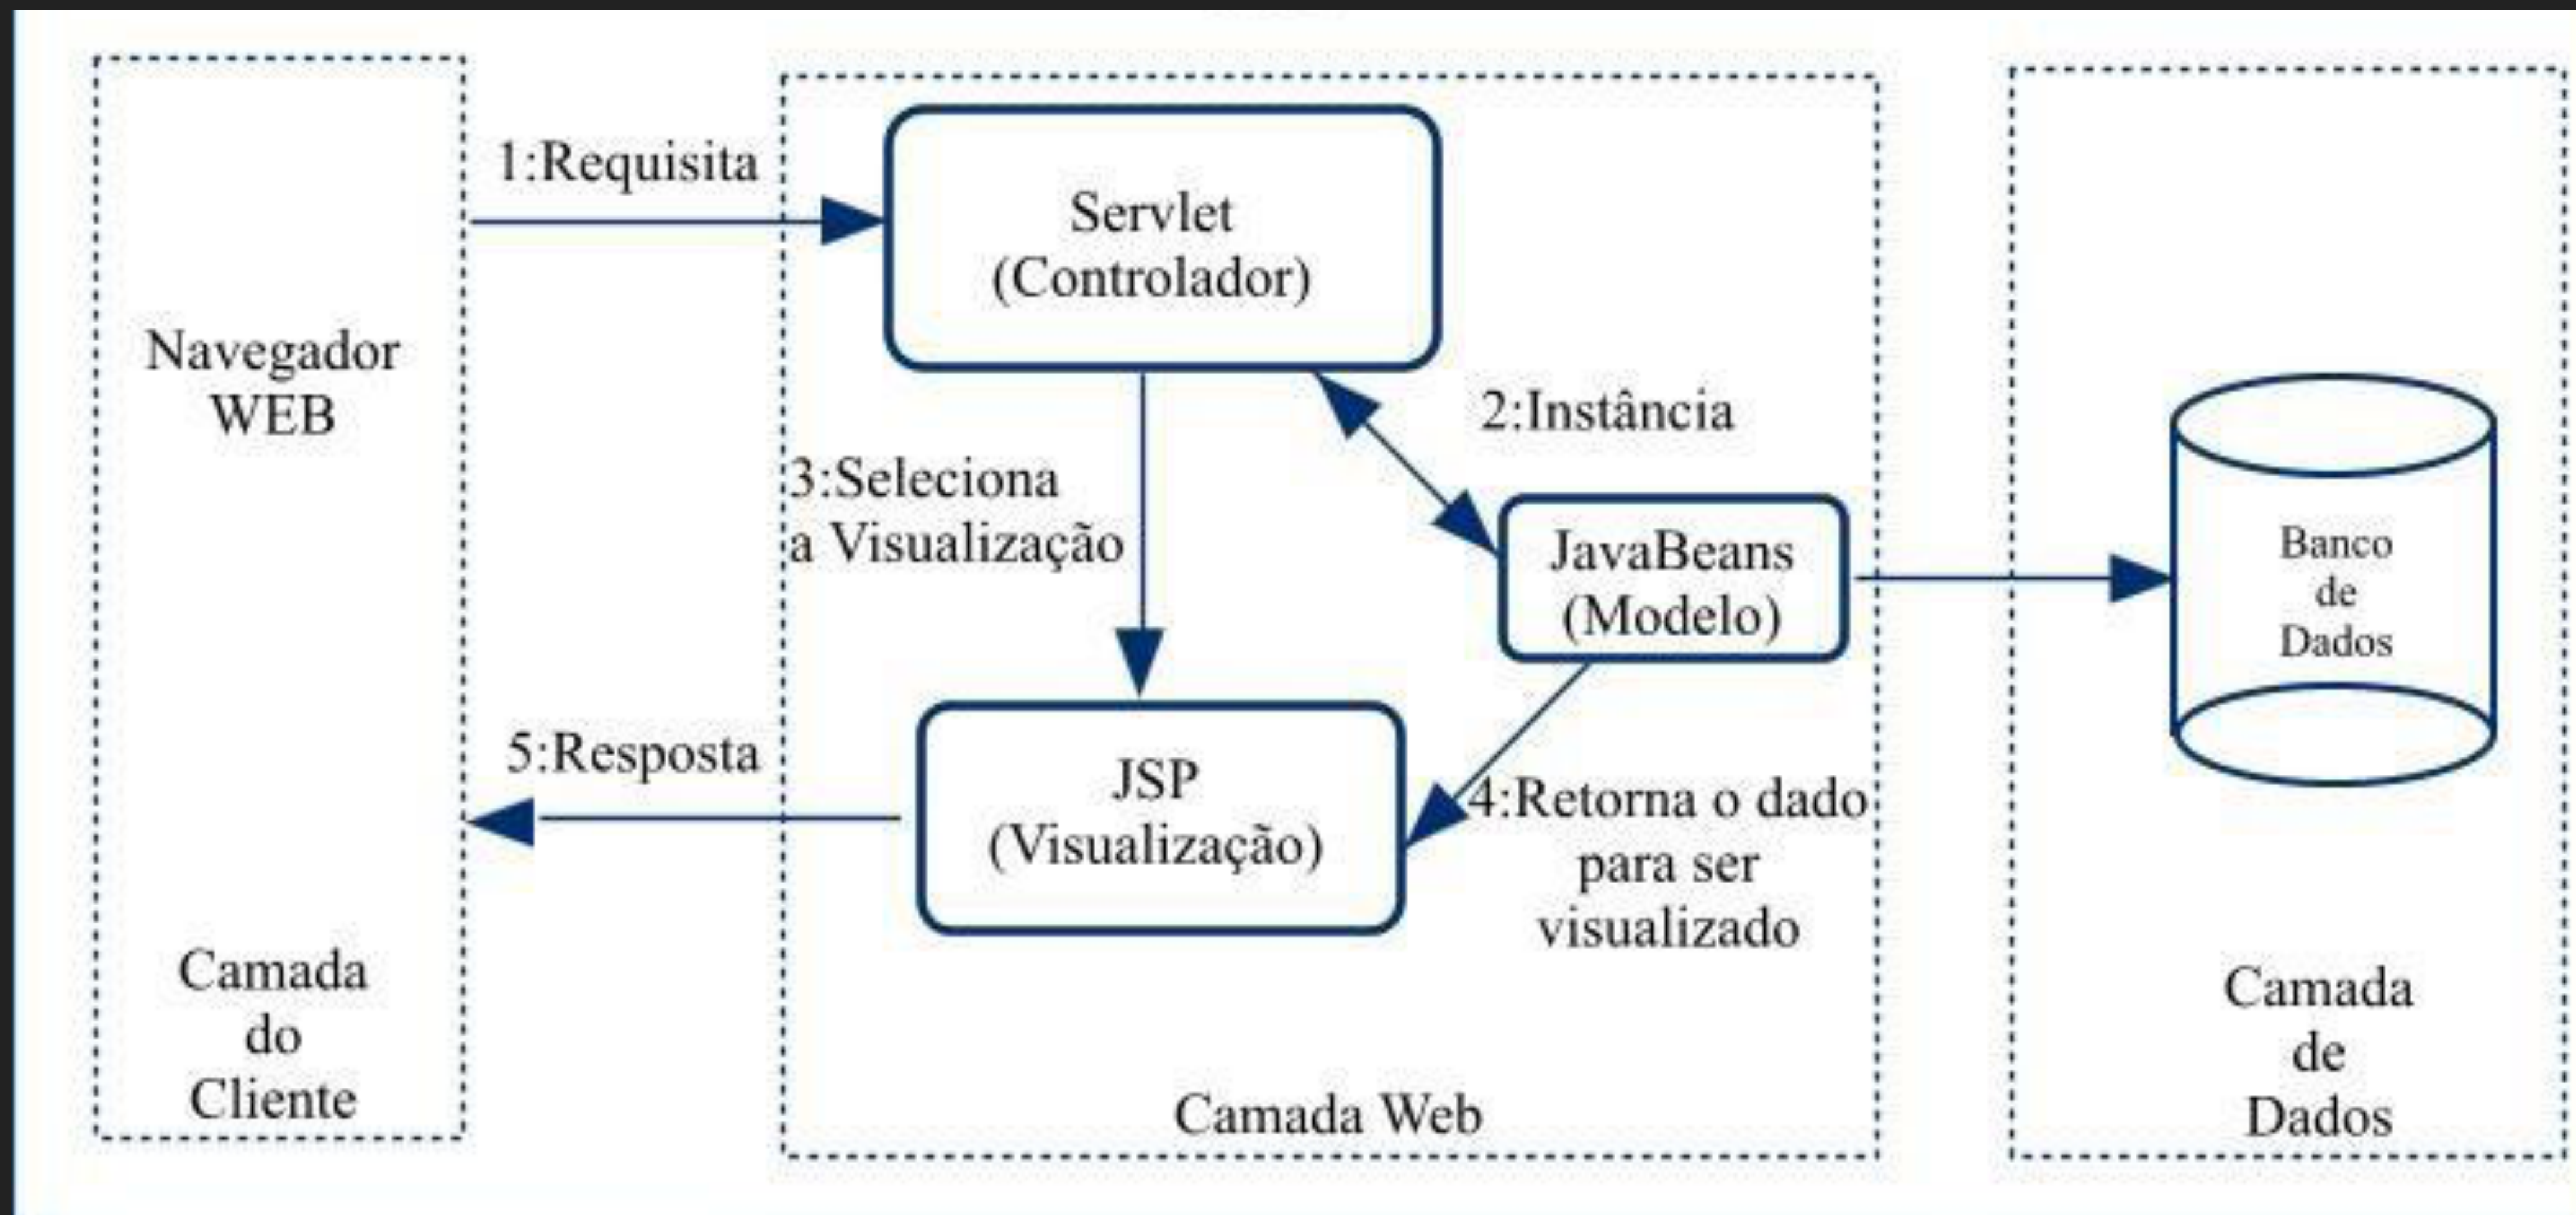 1:Requisita
Servlet
(Controlador)
Navegador
WEB
2:Instância
3:Seleciona
a Visualização
JavaBeans
(Modelo)
Banco
de
Dados
5:Resposta
JSP
(Visualização)
4:Retorna o dado
para ser
visualizado
Camada
do
Cliente
Camada Web
Camada
de
Dados